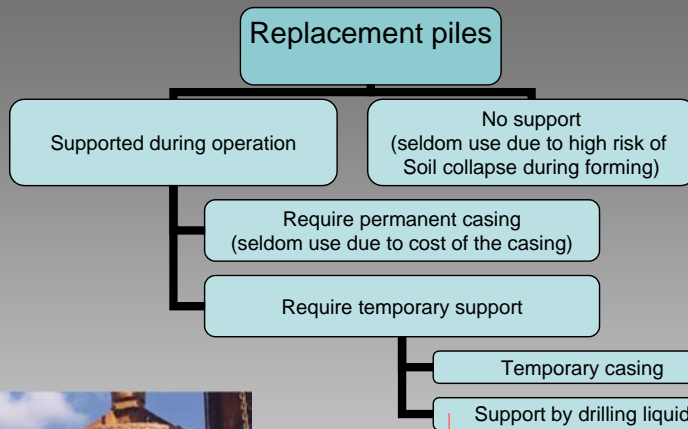 Replacement piles
Supported during operation
No support
(seldom use due to high risk of
Soil collapse during forming)
Require permanent casing
(seldom use due to cost of the casing)
Require temporary support
Temporary casing
Support by drilling liquid